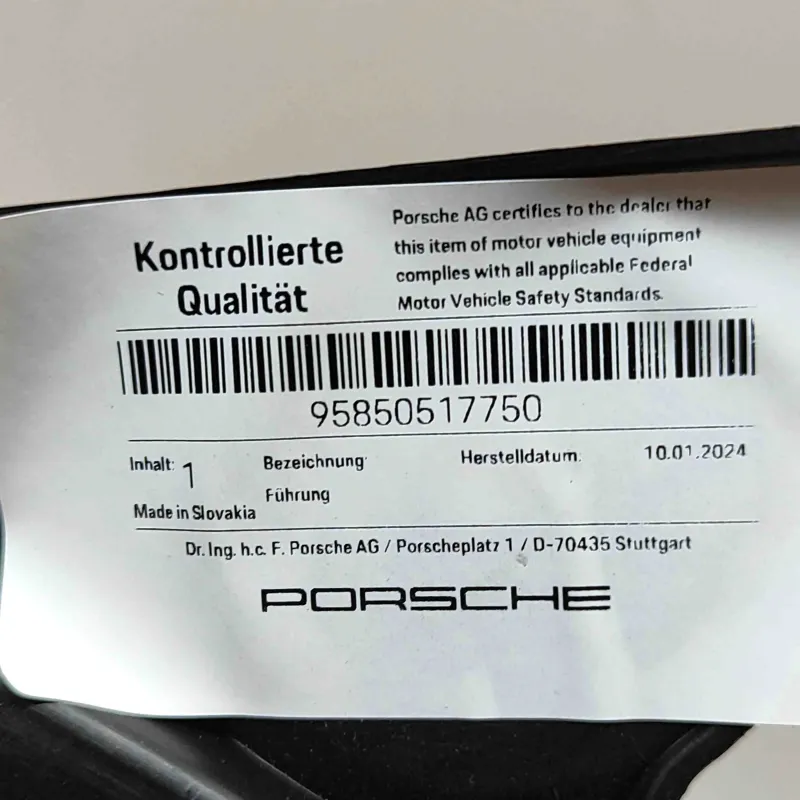 Kontrollierte
Qualität
Porsche AG certifies to the dealer that
this item of motor vehicle equipment
complies with all applicable Federal
Motor Vehicle Safety Standards.
95850517750
Inhalt: 1
Bezeichnung:
Herstelldatum:
10.01.2024
Führung
Made in Slovakia
Dr. Ing. h.c. F. Porsche AG / Porscheplatz 1 / D-70435 Stuttgart
PORSCHE